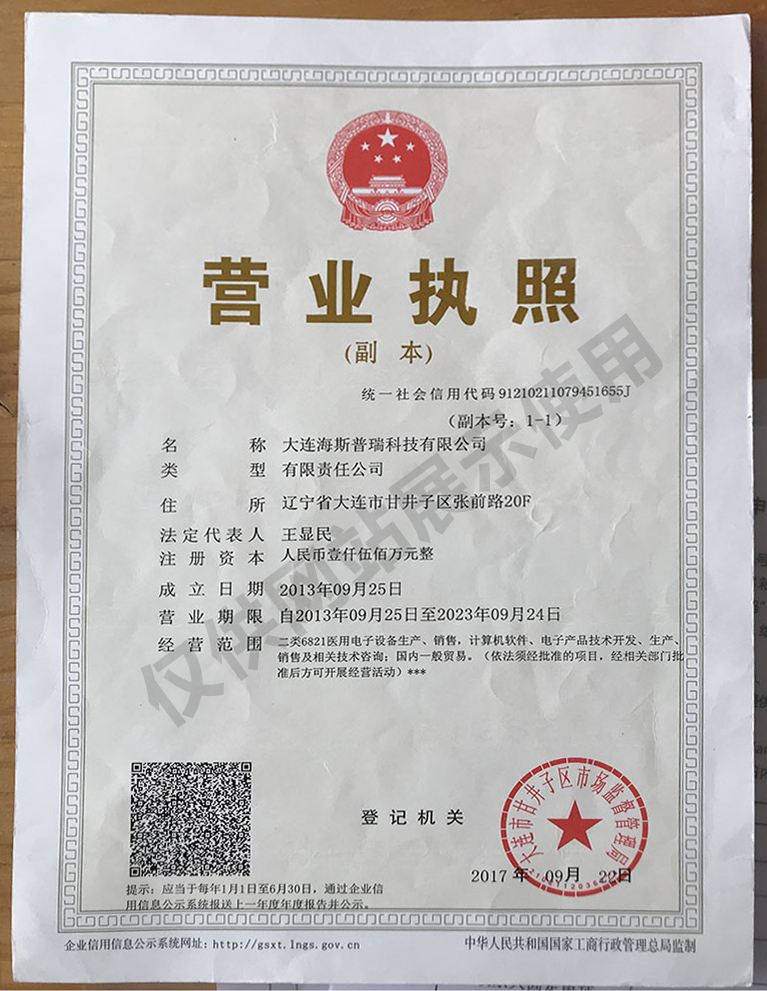 营业执照
(副 本)
统一社会信用代码 91210211079451655J
（副本号：1-1）
名 称 大连海斯普瑞科技有限公司
类 型 有限责任公司
住 所 辽宁省大连市甘井子区张前路20F
法定代表人 王显民
注册资本 人民币壹仟伍佰万元整
成立日期 2013年09月25日
营业期限 自2013年09月25日至2023年09月24日
经营范围 二类6821医用电子设备生产、销售，计算机软件、电子产品技术开发、生产、
销售及相关技术咨询；国内一般贸易。（依法须经批准的项目，经相关部门批
准后方可开展经营活动）***
仅供网站展示使用
登记机关
大连市甘井子区市场监督管理局
2017 年 09月 22日
提示：应当于每年1月1日至6月30日，通过企业信
用信息公示系统报送上一年度年度报告并公示。
企业信用信息公示系统网址：http://gsxt.lngs.gov.cn
中华人民共和国国家工商行政管理总局监制